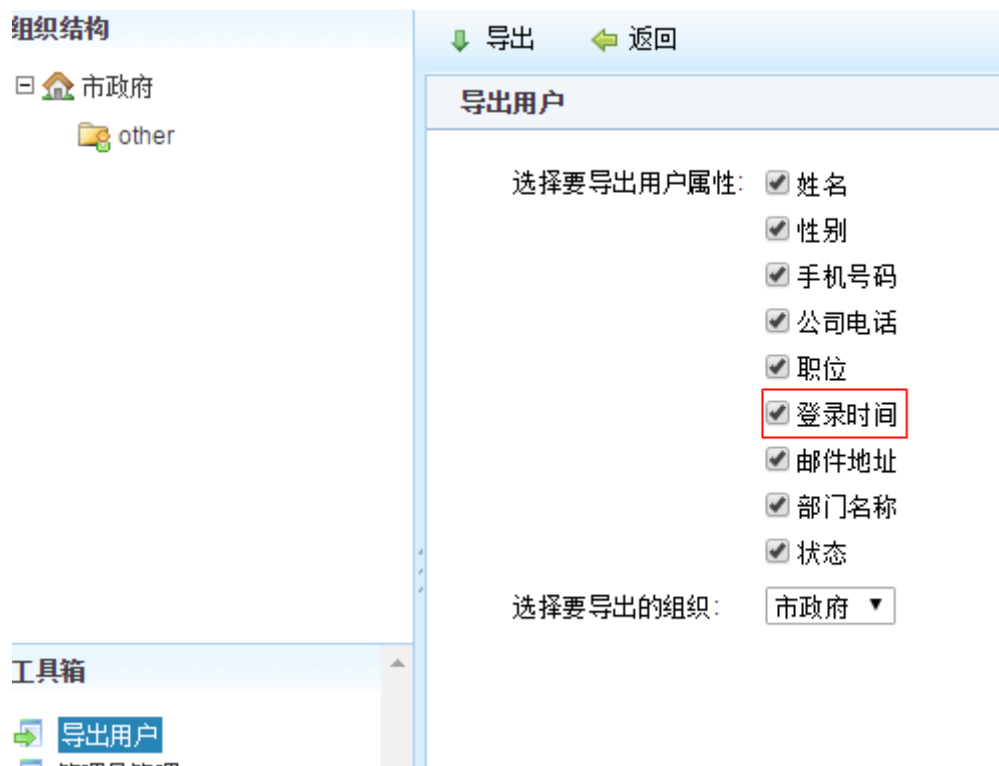 组织结构
市政府
other
工具箱
导出用户
导出 返回
导出用户
选择要导出用户属性: 姓名
性别
手机号码
公司电话
职位
登录时间
邮件地址
部门名称
状态
选择要导出的组织: 市政府